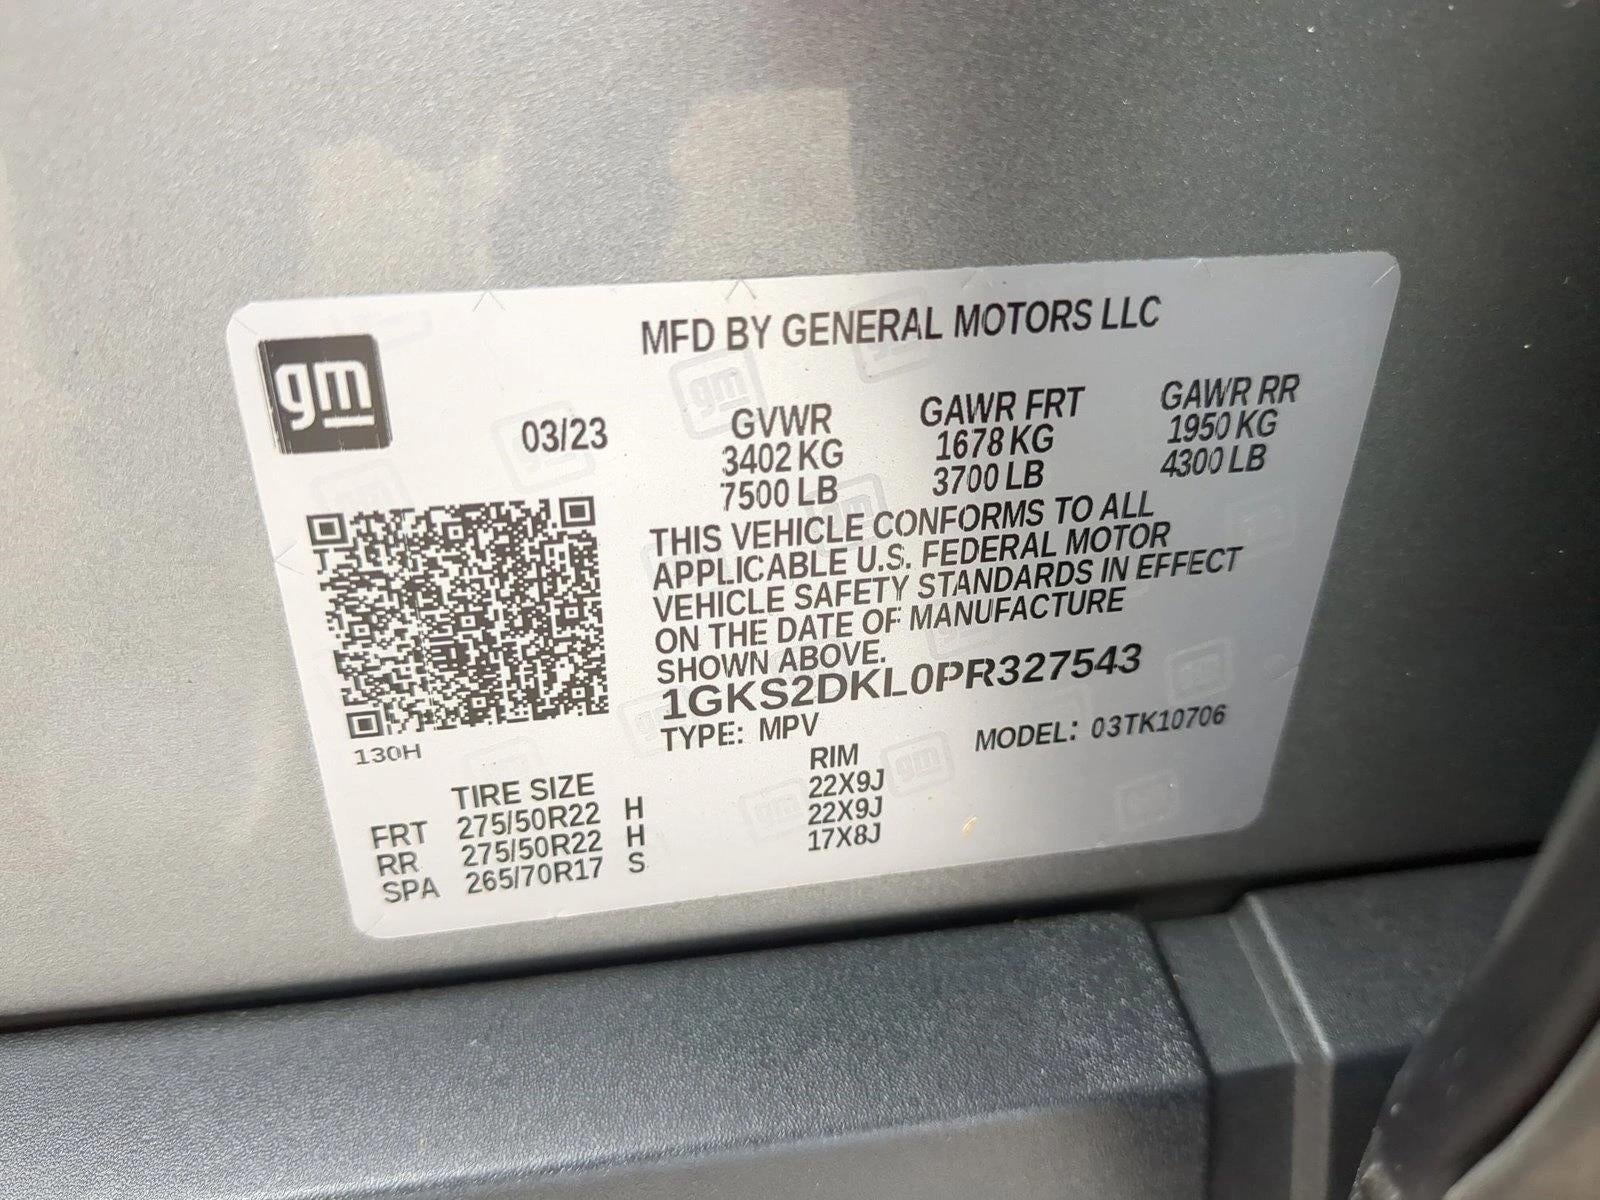 MFD BY GENERAL MOTORS LLC
gm
03/23
GVWR
3402 KG
7500 LB
GAWR FRT
1678 KG
3700 LB
GAWR RR
1950 KG
4300 LB
THIS VEHICLE CONFORMS TO ALL
APPLICABLE U.S. FEDERAL MOTOR
VEHICLE SAFETY STANDARDS IN EFFECT
ON THE DATE OF MANUFACTURE
SHOWN ABOVE.
1GKS2DKL0PR327543
TYPE: MPV
MODEL: 03TK10706
130H
TIRE SIZE RIM
FRT 275/50R22 H 22X9J
RR 275/50R22 H 22X9J
SPA 265/70R17 S 17X8J